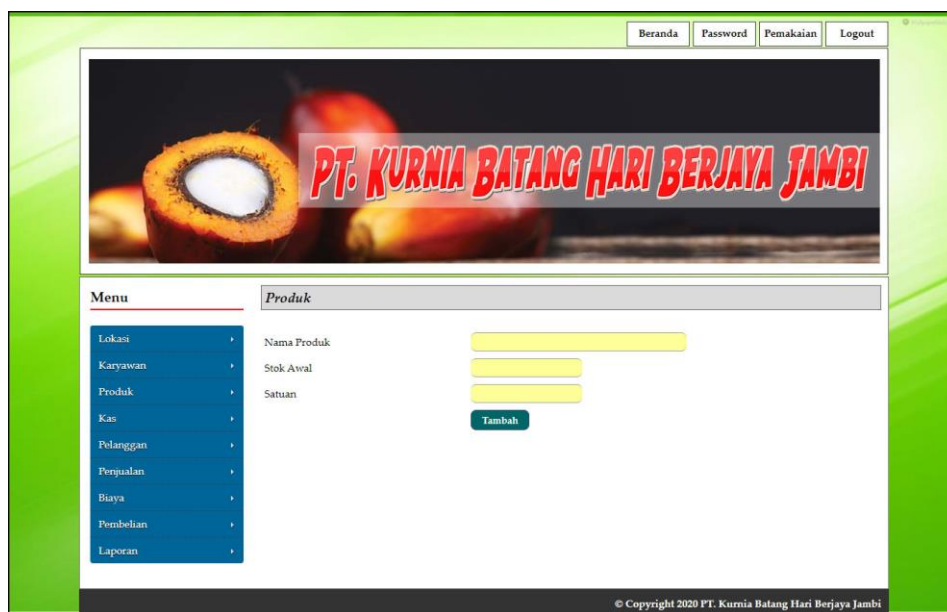 Beranda Password Pemakaian Logout
PT. KURNIA BATANG HARI BERJAYA JAMBI
Menu
Lokasi
Karyawan
Produk
Kas
Pelanggan
Penjualan
Biaya
Pembelian
Laporan
Produk
Nama Produk
Stok Awal
Satuan
Tambah
© Copyright 2020 PT. Kurnia Batang Hari Berjaya Jambi